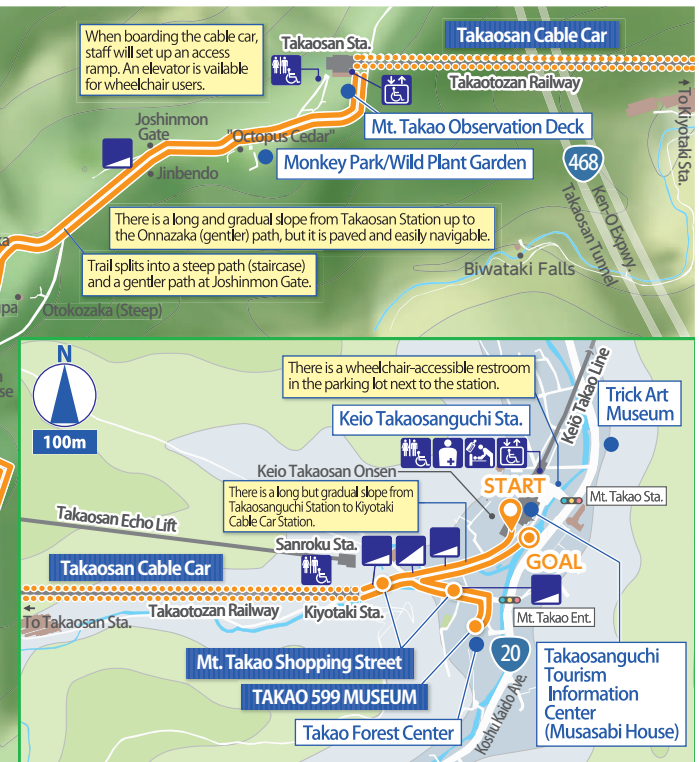 When boarding the cable car,
staff will set up an access
ramp. An elevator is vailable
for wheelchair users.
Takaosan Sta.
Takaosan Cable Car
Takaotozan Railway
To Kiyotaki Sta.
Mt. Takao Observation Deck
Joshinmon
Gate
"Octopus Cedar"
Monkey Park/Wild Plant Garden
Jinbendo
468
Ken-O Expwy.
Takaosan Tunnel
There is a long and gradual slope from Takaosan Station up to
the Onnazaka (gentler) path, but it is paved and easily navigable.
Biwataki Falls
Trail splits into a steep path (staircase)
and a gentler path at Joshinmon Gate.
Otokozaka (Steep)
N
100m
There is a wheelchair-accessible restroom
in the parking lot next to the station.
Keio Takao Line
Trick Art
Museum
Keio Takaosanguchi Sta.
Keio Takaosan Onsen
START
Mt. Takao Sta.
There is a long but gradual slope from
Takaosanguchi Station to Kiyotaki
Cable Car Station.
Takaosan Echo Lift
Sanroku Sta.
GOAL
Takaosan Cable Car
Takaotozan Railway
Kiyotaki Sta.
To Takaosan Sta.
Mt. Takao Ent.
Mt. Takao Shopping Street
20
TAKAO 599 MUSEUM
Takao Forest Center
Koshu Kaido Ave.
Takaosanguchi
Tourism
Information
Center
(Musasabi House)